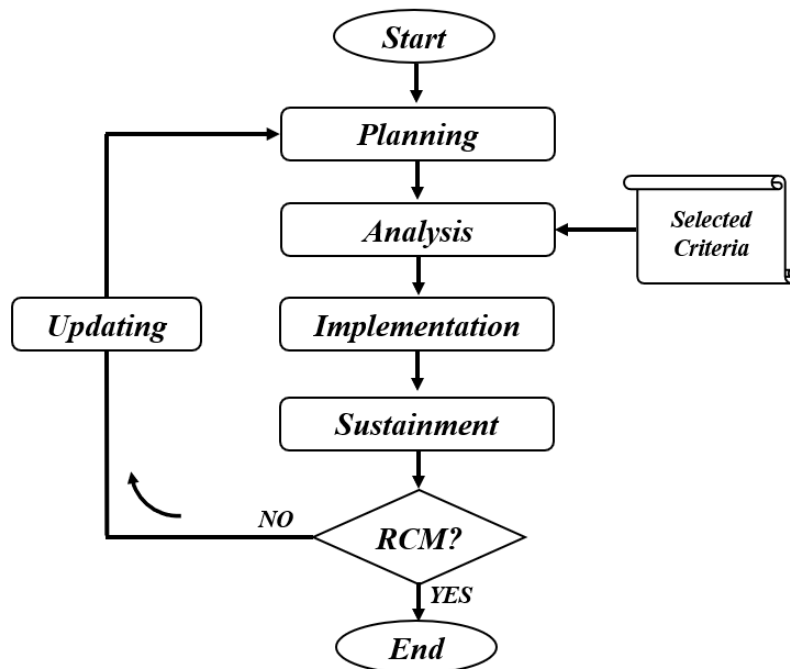 Start
Planning
Analysis
Selected
Criteria
Updating
Implementation
Sustainment
NO
RCM?
YES
End